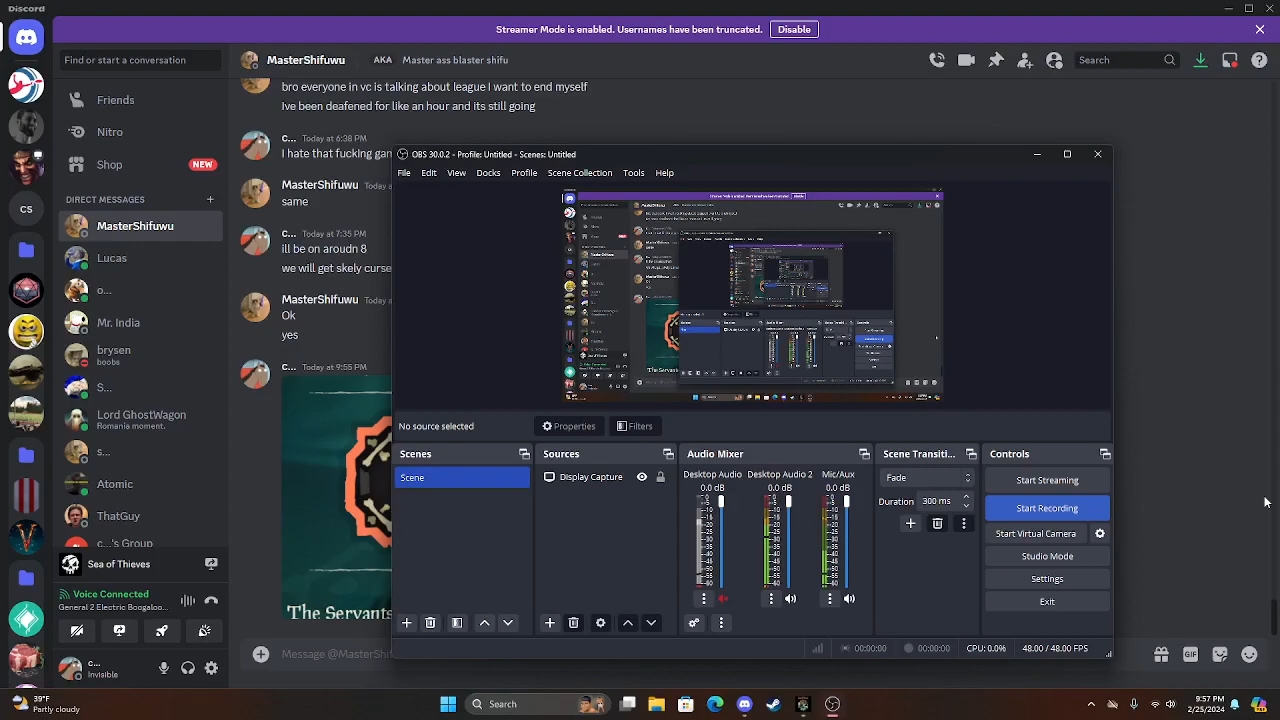 Discord
Streamer Mode is enabled. Usernames have been truncated.
Disable
Find or start a conversation
MasterShifuwu
AKA
Master ass blaster shifu
Search
Friends
Nitro
Shop
NEW
DIRECT MESSAGES
MasterShifuwu
Lucas
o...
Mr. India
brysen
boobs
S...
Lord GhostWagon
Romania moment.
s...
Atomic
ThatGuy
c...'s Group
CS
Sea of Thieves
Voice Connected
General 2 Electric Boogaloo...
c...
Invisible
bro everyone in vc is talking about league I want to end myself
Ive been deafened for like an hour and its still going
c... Today at 6:38 PM
I hate that fucking gam
MasterShifuwu Today a
same
c... Today at 7:35 PM
ill be on aroudn 8
we will get skely curse
MasterShifuwu Today a
Ok
yes
c... Today at 9:55 PM
The Servants
Message @MasterShif
GIF
OBS 30.0.2 - Profile: Untitled - Scenes: Untitled
File Edit View Docks Profile Scene Collection Tools Help
No source selected
Properties
Filters
Scenes
Scene
Sources
Display Capture
Audio Mixer
Desktop Audio
0.0 dB
Desktop Audio 2
0.0 dB
Mic/Aux
0.0 dB
Scene Transiti...
Fade
Duration 300 ms
Controls
Start Streaming
Start Recording
Start Virtual Camera
Studio Mode
Settings
Exit
00:00:00
00:00:00
CPU: 0.0%
48.00 / 48.00 FPS
39°F
Partly cloudy
Search
9:57 PM
2/25/2024